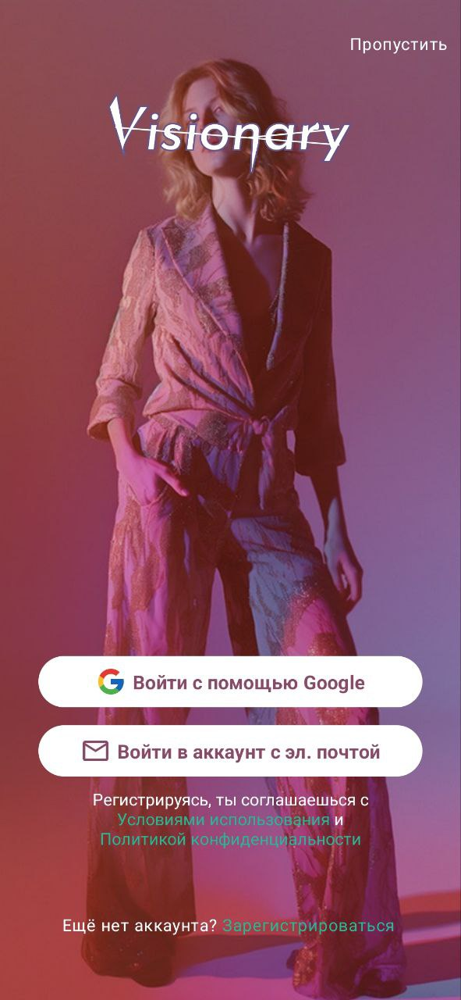 Пропустить
Visionary
Войти с помощью Google
Войти в аккаунт с эл. почтой
Регистрируясь, ты соглашаешься с
Условиями использования и
Политикой конфиденциальности
Ещё нет аккаунта? Зарегистрироваться